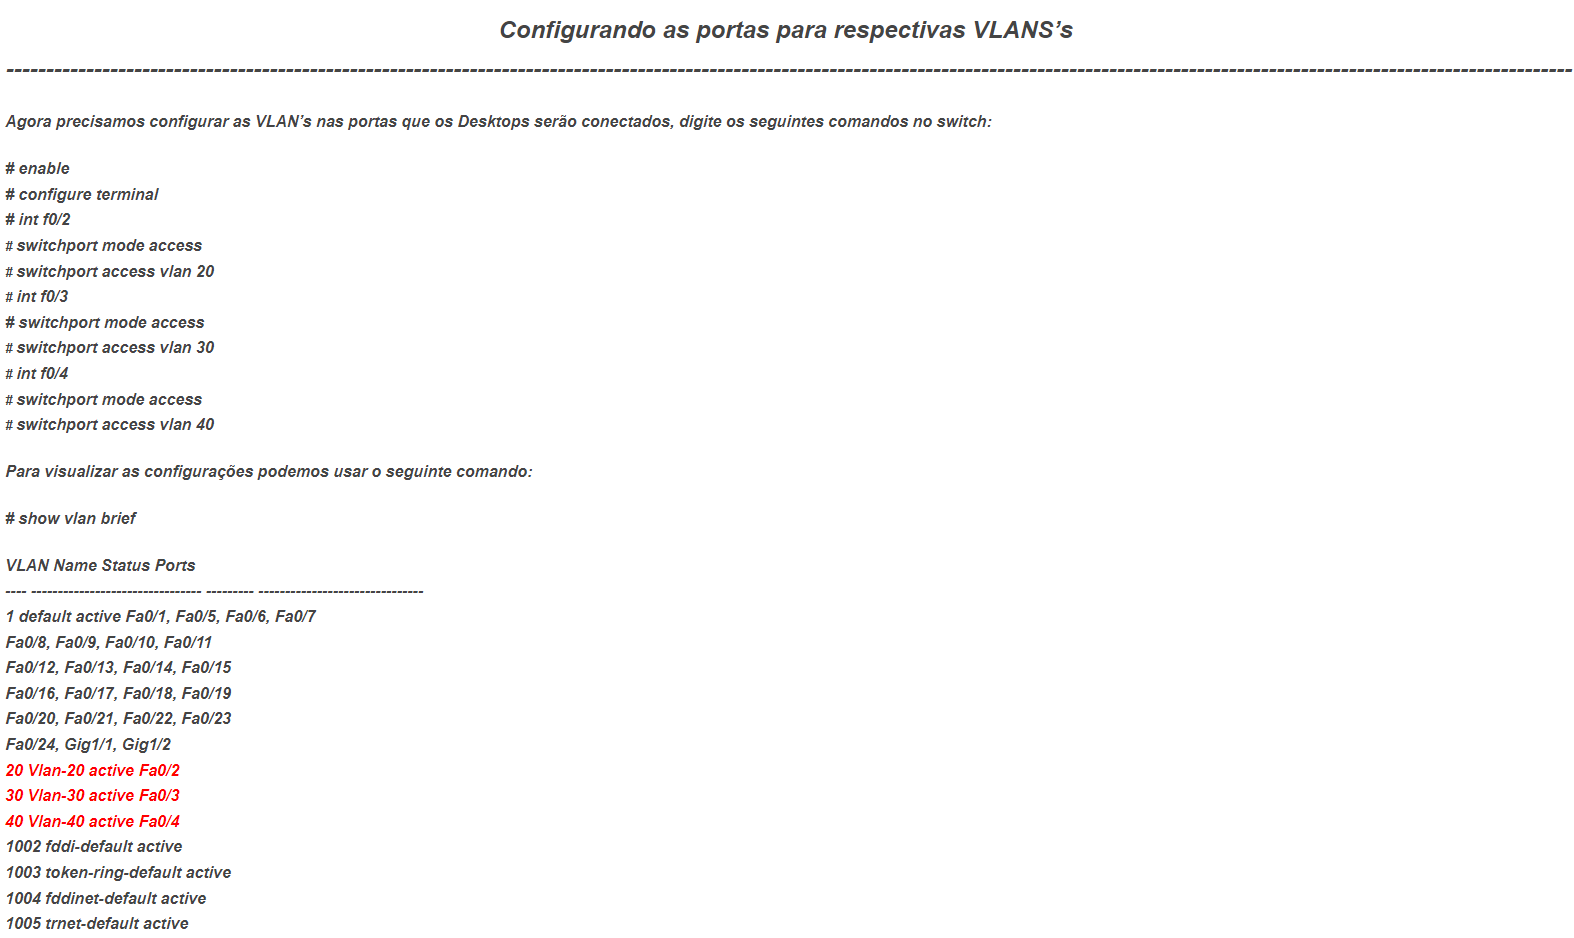 Configurando as portas para respectivas VLANS’s
----------------------------------------------------------------------------------------------------------------------------------------------------------------------------------------------------
Agora precisamos configurar as VLAN’s nas portas que os Desktops serão conectados, digite os seguintes comandos no switch:
# enable
# configure terminal
# int f0/2
# switchport mode access
# switchport access vlan 20
# int f0/3
# switchport mode access
# switchport access vlan 30
# int f0/4
# switchport mode access
# switchport access vlan 40
Para visualizar as configurações podemos usar o seguinte comando:
# show vlan brief
VLAN Name Status Ports
---- -------------------------------- --------- -------------------------------
1 default active Fa0/1, Fa0/5, Fa0/6, Fa0/7
Fa0/8, Fa0/9, Fa0/10, Fa0/11
Fa0/12, Fa0/13, Fa0/14, Fa0/15
Fa0/16, Fa0/17, Fa0/18, Fa0/19
Fa0/20, Fa0/21, Fa0/22, Fa0/23
Fa0/24, Gig1/1, Gig1/2
20 Vlan-20 active Fa0/2
30 Vlan-30 active Fa0/3
40 Vlan-40 active Fa0/4
1002 fddi-default active
1003 token-ring-default active
1004 fddinet-default active
1005 trnet-default active